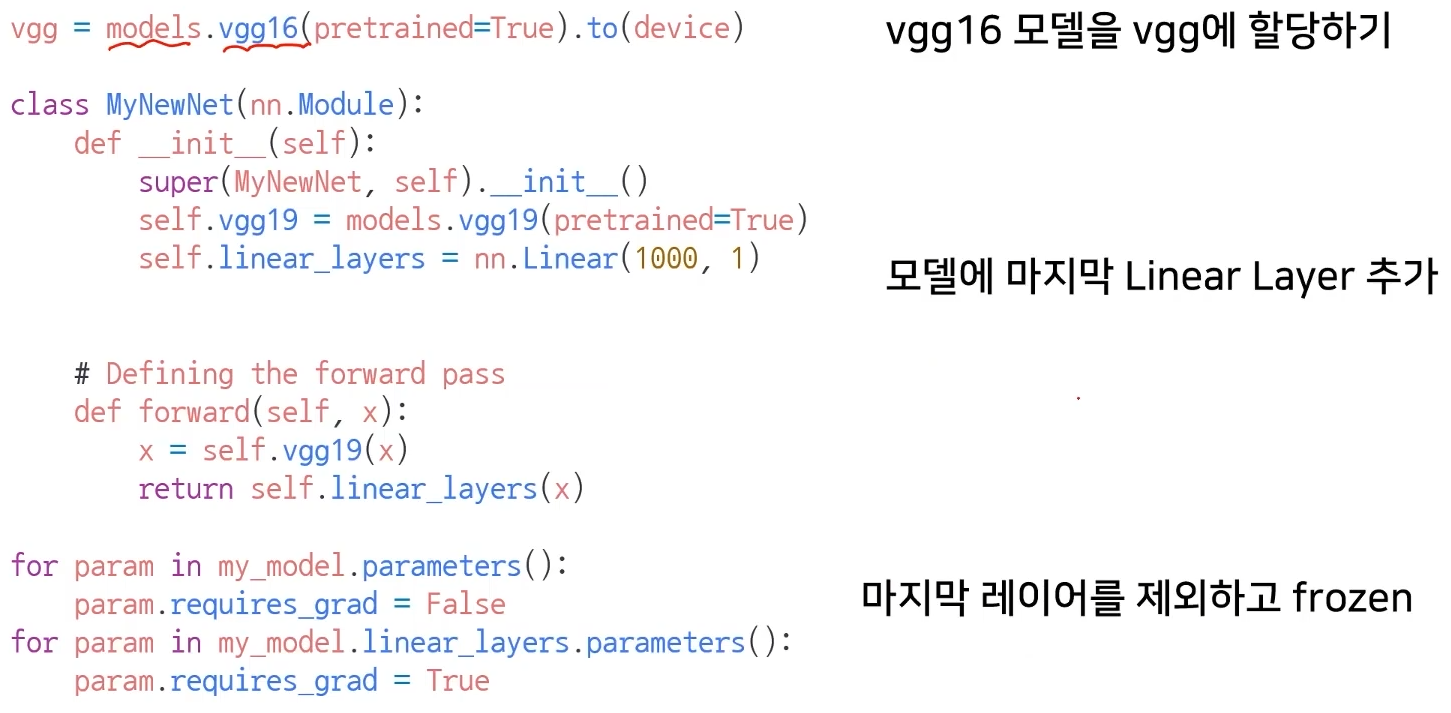 vgg = models.vgg16(pretrained=True).to(device)
vgg16 모델을 vgg에 할당하기
class MyNewNet(nn.Module):
    def __init__(self):
        super(MyNewNet, self).__init__()
        self.vgg19 = models.vgg19(pretrained=True)
        self.linear_layers = nn.Linear(1000, 1)
모델에 마지막 Linear Layer 추가
    # Defining the forward pass
    def forward(self, x):
        x = self.vgg19(x)
        return self.linear_layers(x)
for param in my_model.parameters():
    param.requires_grad = False
마지막 레이어를 제외하고 frozen
for param in my_model.linear_layers.parameters():
    param.requires_grad = True